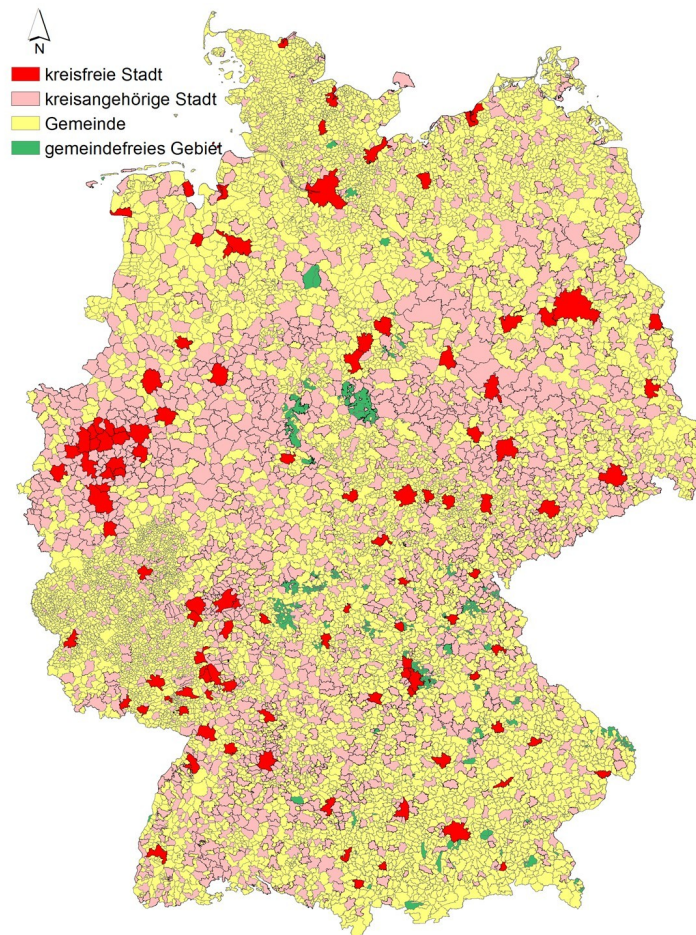 N
kreisfreie Stadt
kreisangehörige Stadt
Gemeinde
gemeindefreies Gebiet